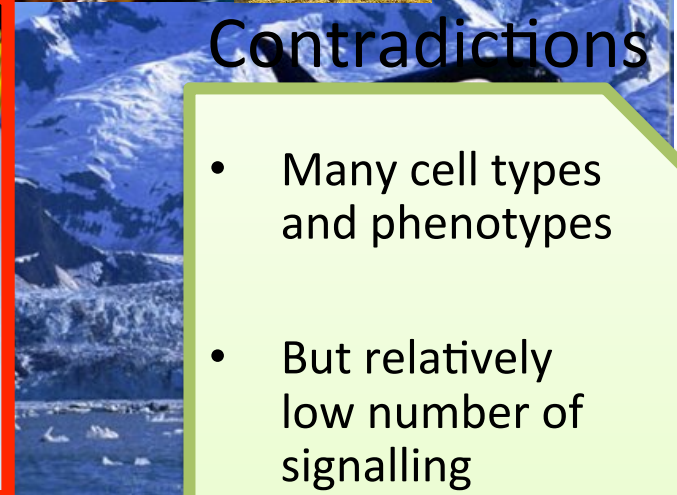 Contradictions
• Many cell types
and phenotypes
• But relatively
low number of
signalling